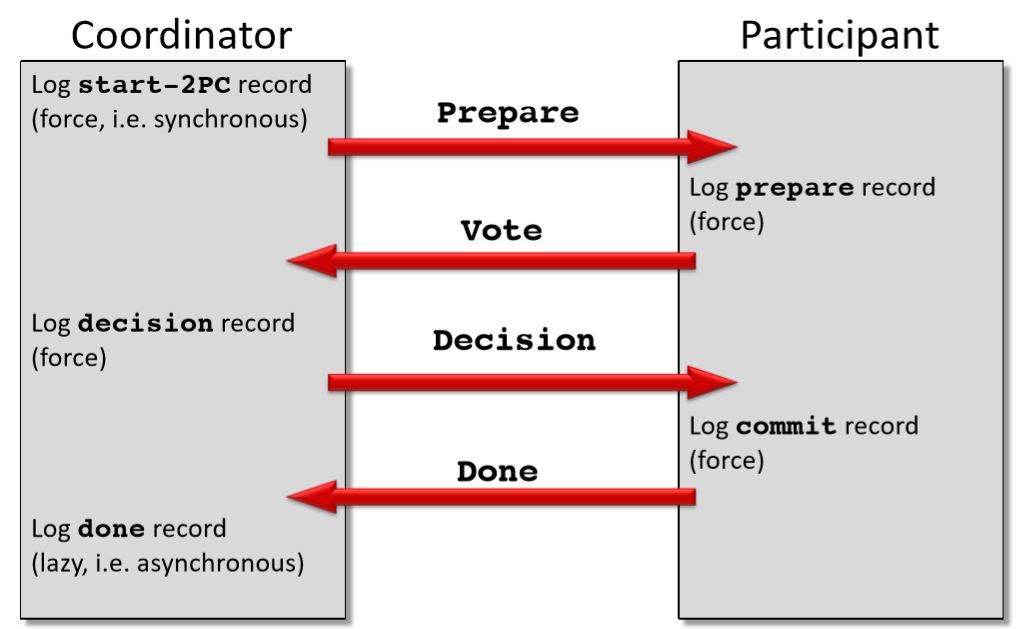 Coordinator
Participant
Log start-2PC record
(force, i.e. synchronous)
Prepare
Log prepare record
(force)
Vote
Log decision record
(force)
Decision
Log commit record
(force)
Done
Log done record
(lazy, i.e. asynchronous)